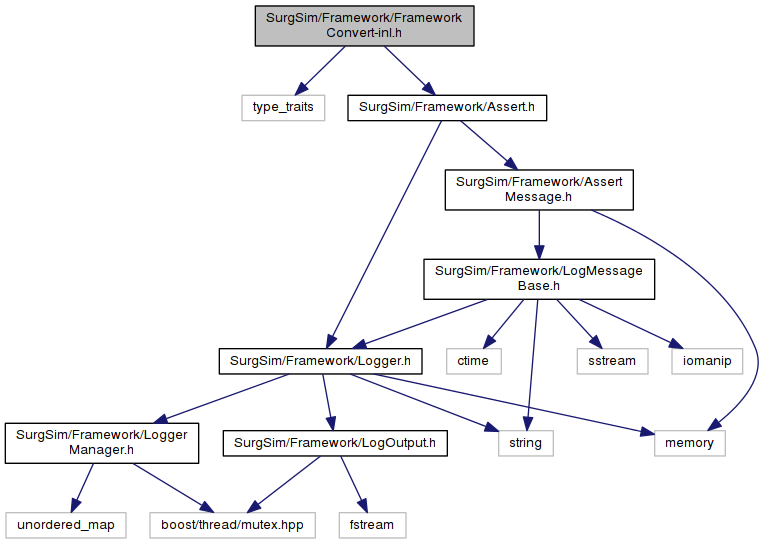 SurgSim/Framework/Framework
Convert-inl.h
type_traits
SurgSim/Framework/Assert.h
SurgSim/Framework/Assert
Message.h
SurgSim/Framework/LogMessage
Base.h
SurgSim/Framework/Logger.h
ctime
sstream
iomanip
SurgSim/Framework/Logger
Manager.h
SurgSim/Framework/LogOutput.h
string
memory
unordered_map
boost/thread/mutex.hpp
fstream